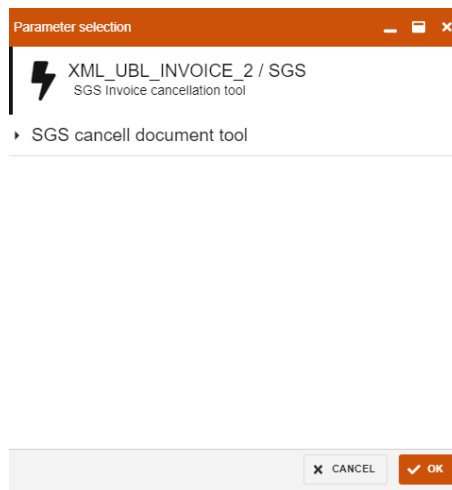 Parameter selection
XML_UBL_INVOICE_2 / SGS
SGS Invoice cancellation tool
SGS cancell document tool
CANCEL
OK